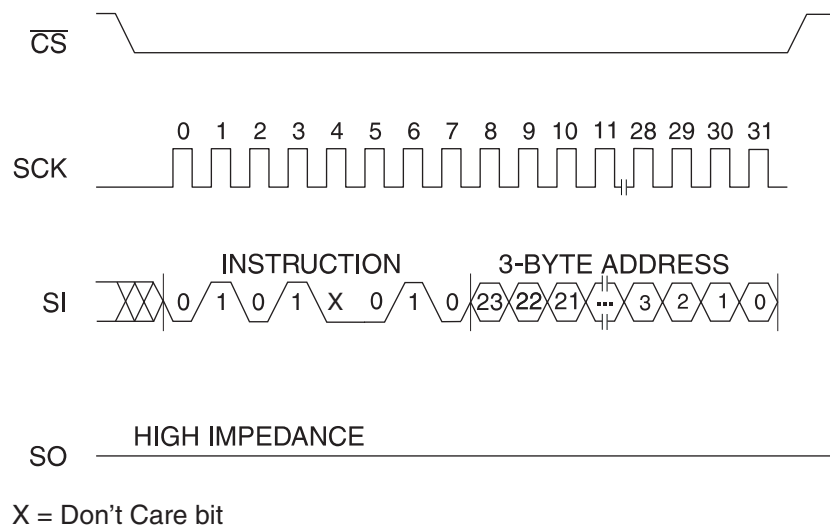 CS
0 1 2 3 4 5 6 7 8 9 10 11 28 29 30 31
SCK
INSTRUCTION 3-BYTE ADDRESS
SI 0 1 0 1 X 0 1 0 23 22 21 ... 3 2 1 0
HIGH IMPEDANCE
SO
X = Don't Care bit